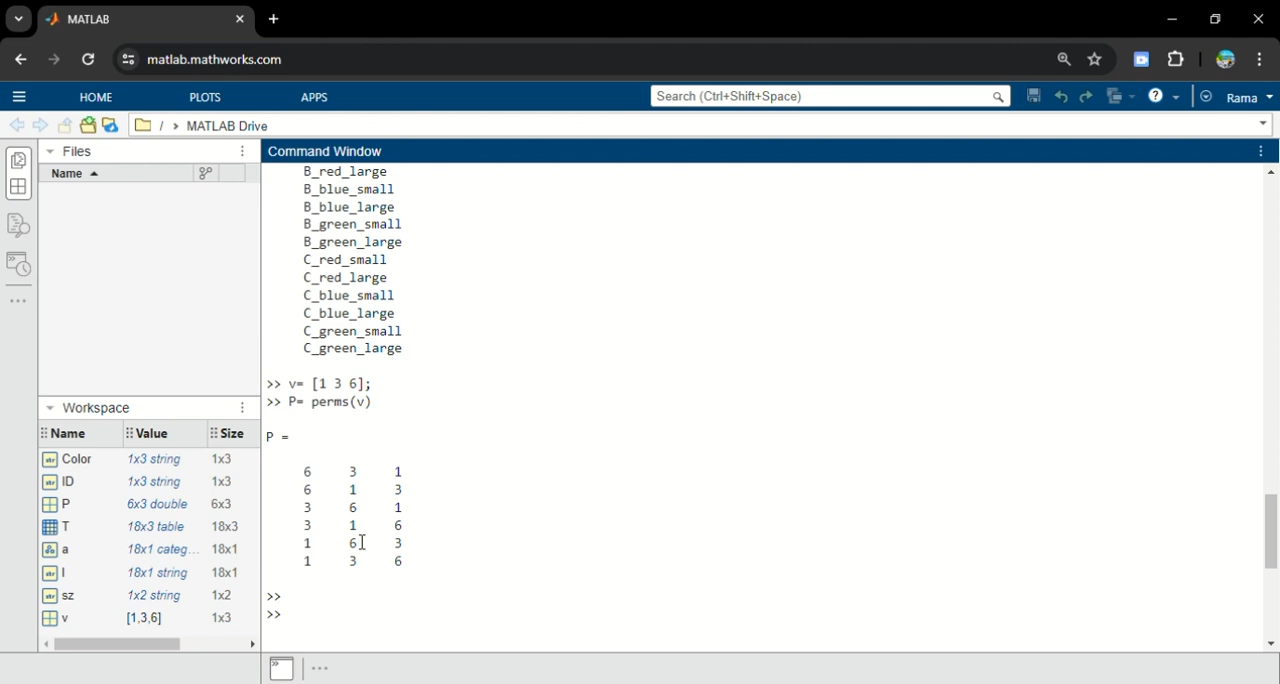 MATLAB
matlab.mathworks.com
HOME PLOTS APPS Search (Ctrl+Shift+Space) ? Rama
/ MATLAB Drive
Files
Name
Command Window
B_red_large
B_blue_small
B_blue_large
B_green_small
B_green_large
C_red_small
C_red_large
C_blue_small
C_blue_large
C_green_small
C_green_large
>> v= [1 3 6];
>> P= perms(v)
P =
6 3 1
6 1 3
3 6 1
3 1 6
1 6 3
1 3 6
>>
>>
Workspace
Name Value Size
Color 1x3 string 1x3
ID 1x3 string 1x3
P 6x3 double 6x3
T 18x3 table 18x3
a 18x1 categ... 18x1
l 18x1 string 18x1
sz 1x2 string 1x2
v [1,3,6] 1x3